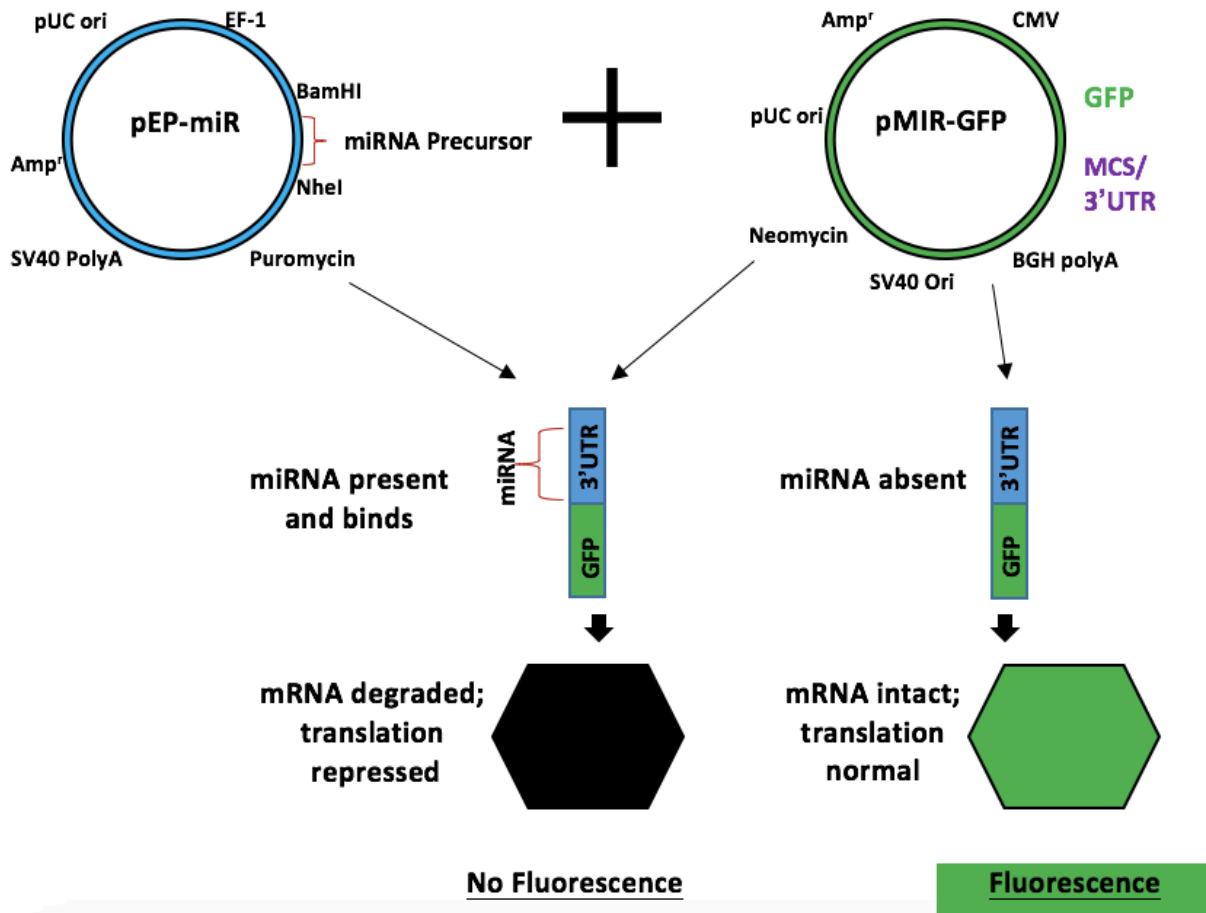 pUC ori
EF-1
BamHI
pEP-miR
miRNA Precursor
Ampʳ
NheI
SV40 PolyA
Puromycin
Ampʳ
CMV
GFP
pUC ori
pMIR-GFP
MCS/
3’UTR
Neomycin
BGH polyA
SV40 Ori
miRNA present
and binds
miRNA
3’UTR
GFP
miRNA absent
3’UTR
GFP
mRNA degraded;
translation
repressed
mRNA intact;
translation
normal
No Fluorescence
Fluorescence